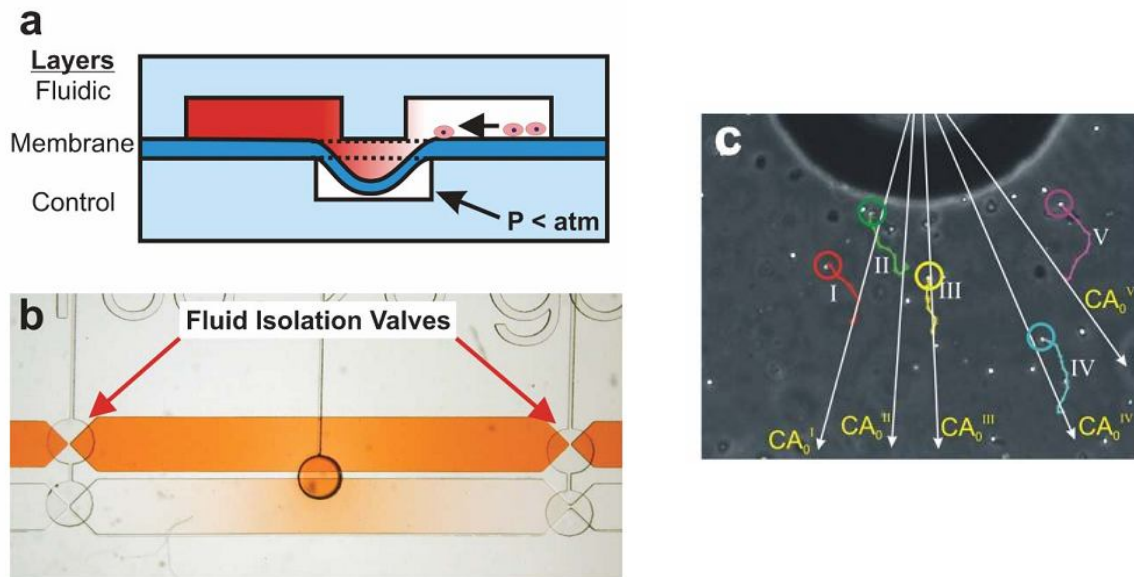 a
Layers
Fluidic
Membrane
Control
P < atm
b
Fluid Isolation Valves
c
I
II
III
IV
V
CA₀ᴵ
CA₀ᴵᴵ
CA₀ᴵᴵᴵ
CA₀ᴵⱽ
CA₀ⱽ